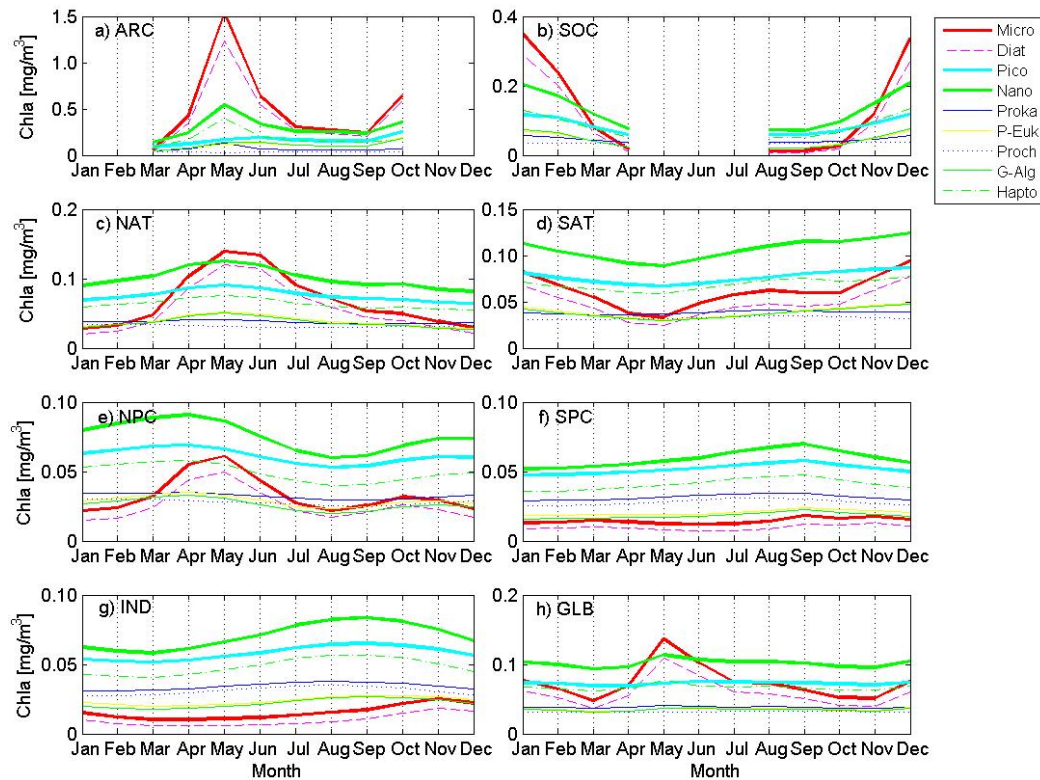 a) ARC
1.5
1.0
0.5
0
Chla [mg/m³]
Jan Feb Mar Apr May Jun Jul Aug Sep Oct Nov Dec
b) SOC
0.4
0.2
0
Chla [mg/m³]
Jan Feb Mar Apr May Jun Jul Aug Sep Oct Nov Dec
Micro
Diat
Pico
Nano
Proka
P-Euk
Proch
G-Alg
Hapto
c) NAT
0.2
0.1
0
Chla [mg/m³]
Jan Feb Mar Apr May Jun Jul Aug Sep Oct Nov Dec
d) SAT
0.15
0.10
0.05
0
Jan Feb Mar Apr May Jun Jul Aug Sep Oct Nov Dec
e) NPC
0.10
0.05
0
Chla [mg/m³]
Jan Feb Mar Apr May Jun Jul Aug Sep Oct Nov Dec
f) SPC
0.10
0.05
0
Jan Feb Mar Apr May Jun Jul Aug Sep Oct Nov Dec
g) IND
0.10
0.05
0
Chla [mg/m³]
Jan Feb Mar Apr May Jun Jul Aug Sep Oct Nov Dec
Month
h) GLB
0.2
0.1
0
Jan Feb Mar Apr May Jun Jul Aug Sep Oct Nov Dec
Month